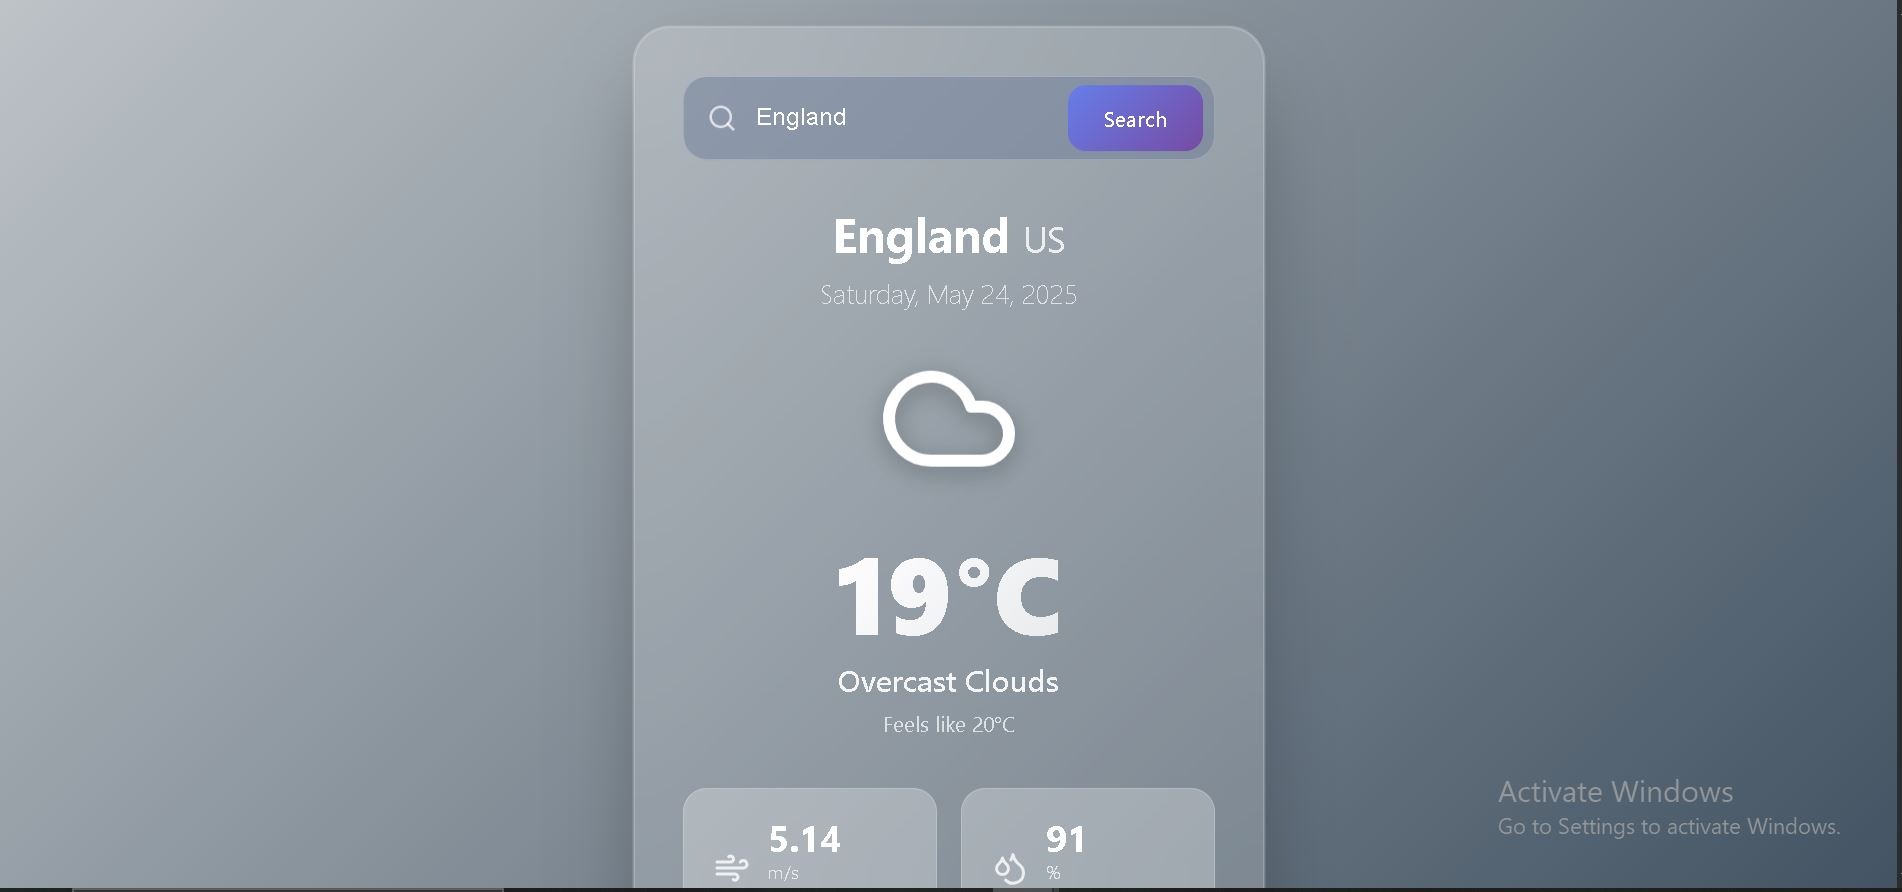 England
Search
England US
Saturday, May 24, 2025
19°C
Overcast Clouds
Feels like 20°C
5.14
m/s
91
%
Activate Windows
Go to Settings to activate Windows.